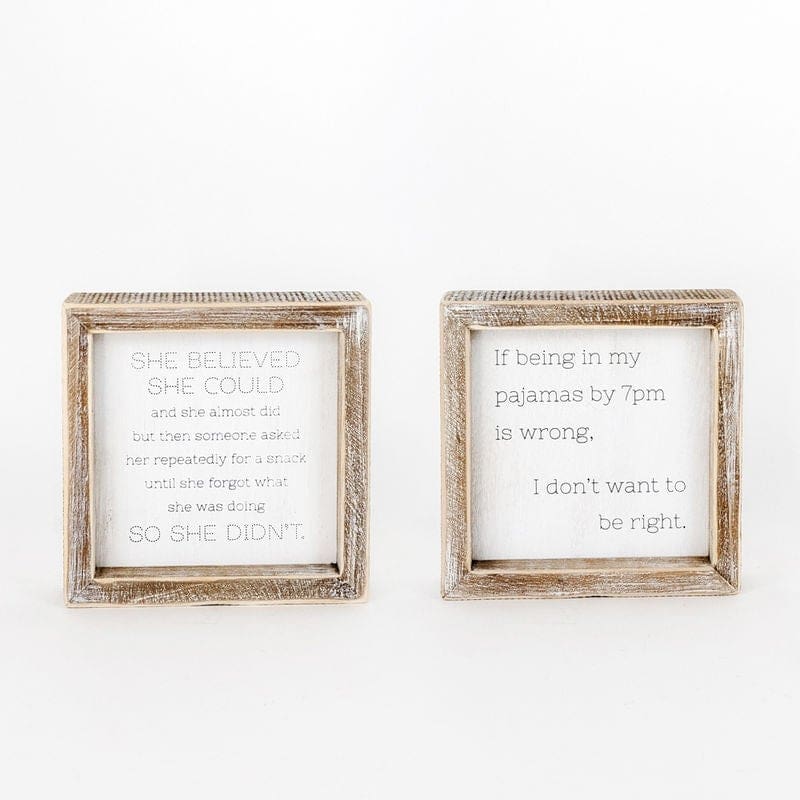 SHE BELIEVED
SHE COULD
and she almost did
but then someone asked
her repeatedly for a snack
until she forgot what
she was doing
SO SHE DIDN'T.
If being in my
pajamas by 7pm
is wrong,
I don't want to
be right.